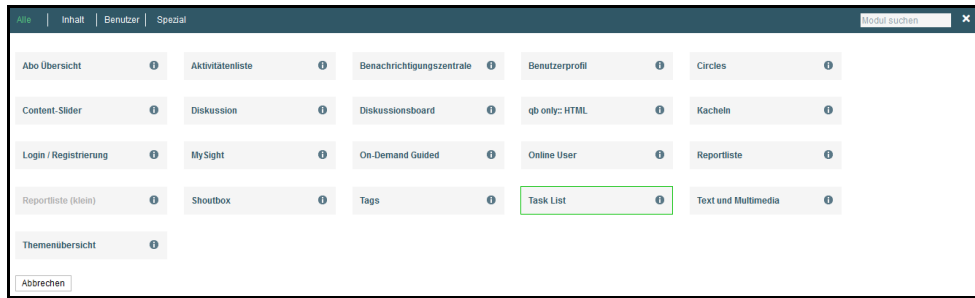 Alle | Inhalt | Benutzer | Spezial Modul suchen ×
Abo Übersicht Aktivitätenliste Benachrichtigungszentrale Benutzerprofil Circles
Content-Slider Diskussion Diskussionsboard qb only:: HTML Kacheln
Login / Registrierung MySight On-Demand Guided Online User Reportliste
Reportliste (klein) Shoutbox Tags Task List Text und Multimedia
Themenübersicht
Abbrechen